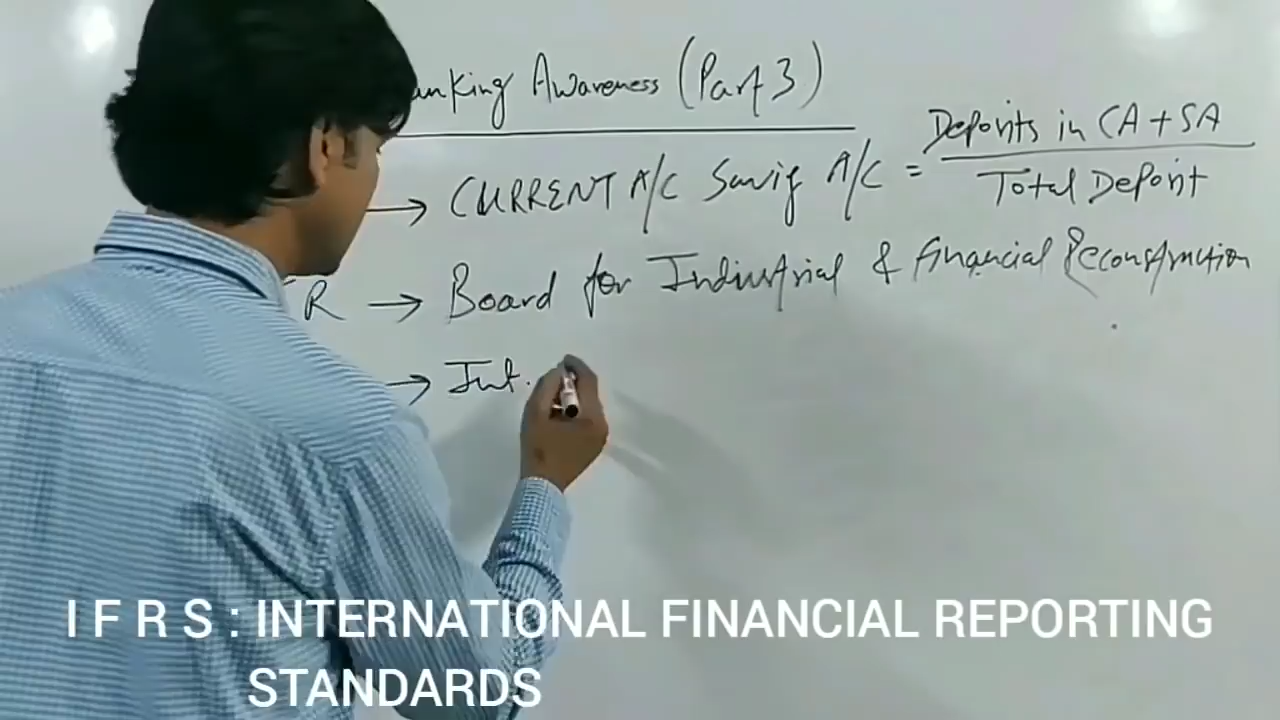 anking Awareness (Part 3)
→ CURRENT A/C Saving A/C = Deposits in CA + SA
Total Deposit
R → Board for Industrial & Financial Reconstruction
→ Int.
I F R S : INTERNATIONAL FINANCIAL REPORTING
STANDARDS